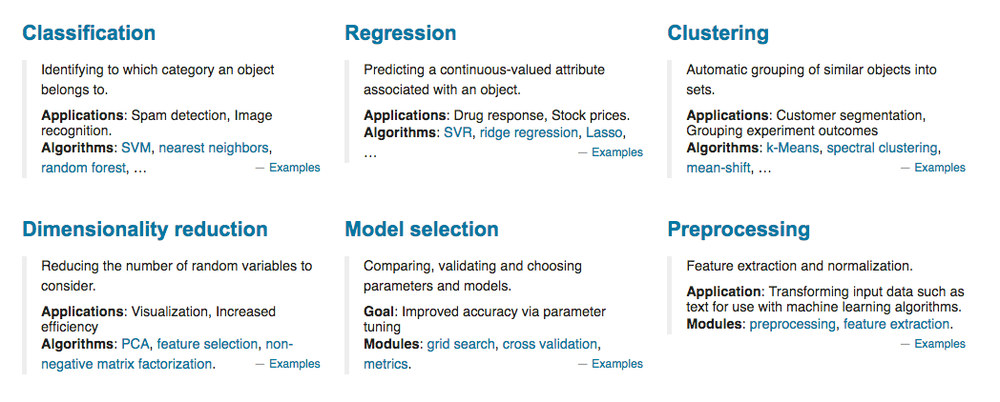 Classification
Identifying to which category an object
belongs to.
Applications: Spam detection, Image
recognition.
Algorithms: SVM, nearest neighbors,
random forest, …
— Examples
Regression
Predicting a continuous-valued attribute
associated with an object.
Applications: Drug response, Stock prices.
Algorithms: SVR, ridge regression, Lasso,
…
— Examples
Clustering
Automatic grouping of similar objects into
sets.
Applications: Customer segmentation,
Grouping experiment outcomes
Algorithms: k-Means, spectral clustering,
mean-shift, …
— Examples
Dimensionality reduction
Reducing the number of random variables to
consider.
Applications: Visualization, Increased
efficiency
Algorithms: PCA, feature selection, non-
negative matrix factorization.
— Examples
Model selection
Comparing, validating and choosing
parameters and models.
Goal: Improved accuracy via parameter
tuning
Modules: grid search, cross validation,
metrics.
— Examples
Preprocessing
Feature extraction and normalization.
Application: Transforming input data such as
text for use with machine learning algorithms.
Modules: preprocessing, feature extraction.
— Examples